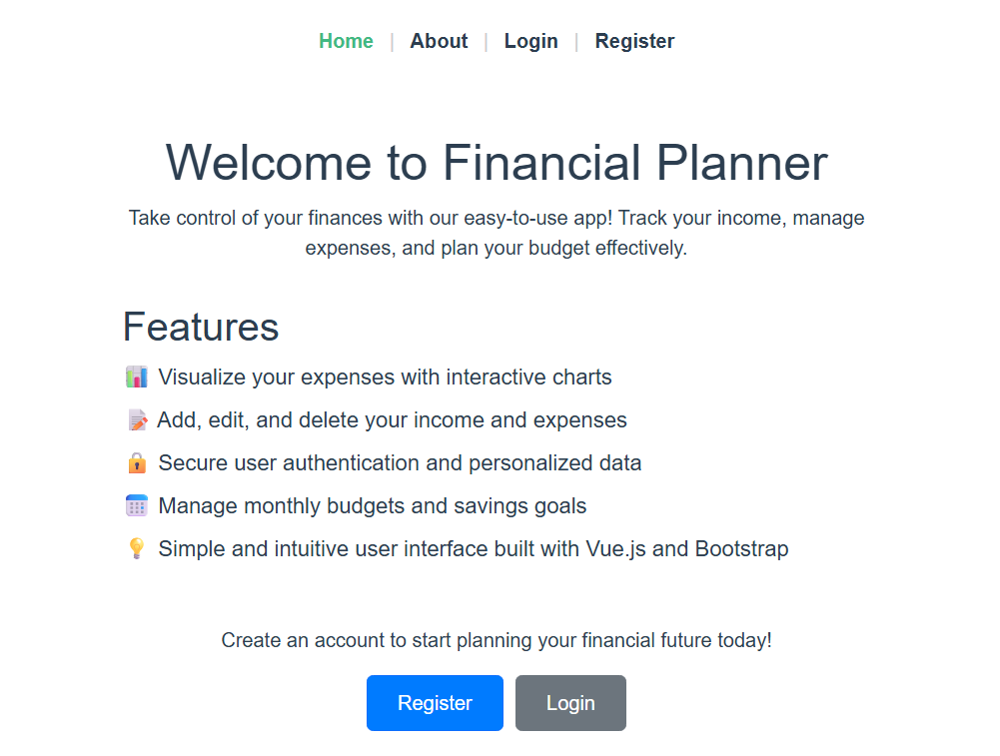 Home | About | Login | Register
Welcome to Financial Planner
Take control of your finances with our easy-to-use app! Track your income, manage
expenses, and plan your budget effectively.
Features
Visualize your expenses with interactive charts
Add, edit, and delete your income and expenses
Secure user authentication and personalized data
Manage monthly budgets and savings goals
Simple and intuitive user interface built with Vue.js and Bootstrap
Create an account to start planning your financial future today!
Register Login